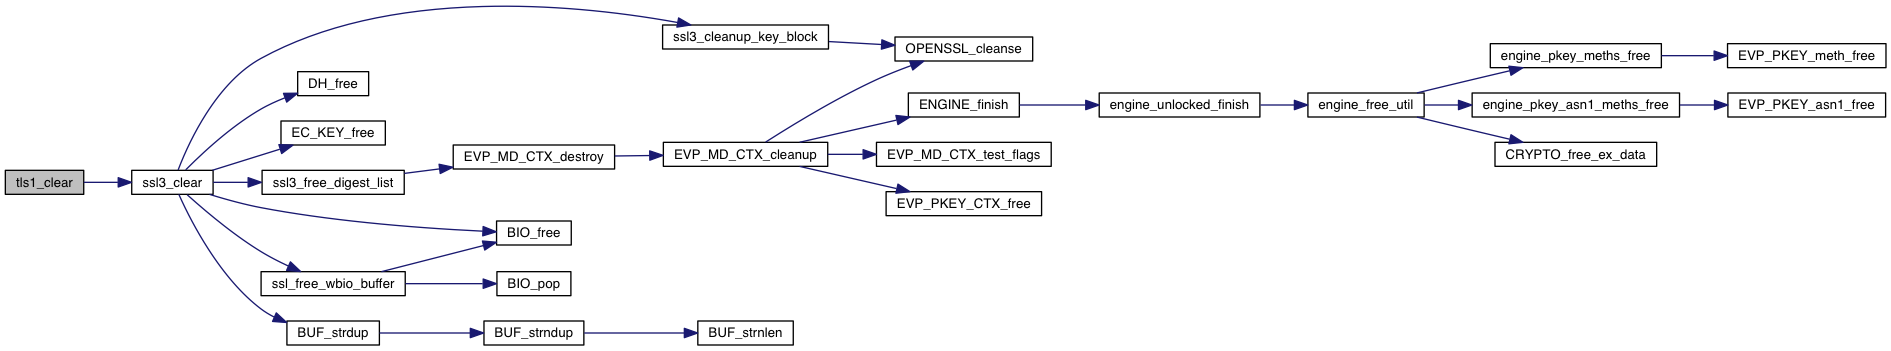 tls1_clear
ssl3_clear
ssl3_cleanup_key_block
DH_free
EC_KEY_free
ssl3_free_digest_list
BIO_free
ssl_free_wbio_buffer
BUF_strdup
OPENSSL_cleanse
EVP_MD_CTX_destroy
EVP_MD_CTX_cleanup
ENGINE_finish
EVP_MD_CTX_test_flags
EVP_PKEY_CTX_free
engine_unlocked_finish
engine_free_util
engine_pkey_meths_free
EVP_PKEY_meth_free
engine_pkey_asn1_meths_free
EVP_PKEY_asn1_free
CRYPTO_free_ex_data
BIO_pop
BUF_strndup
BUF_strnlen